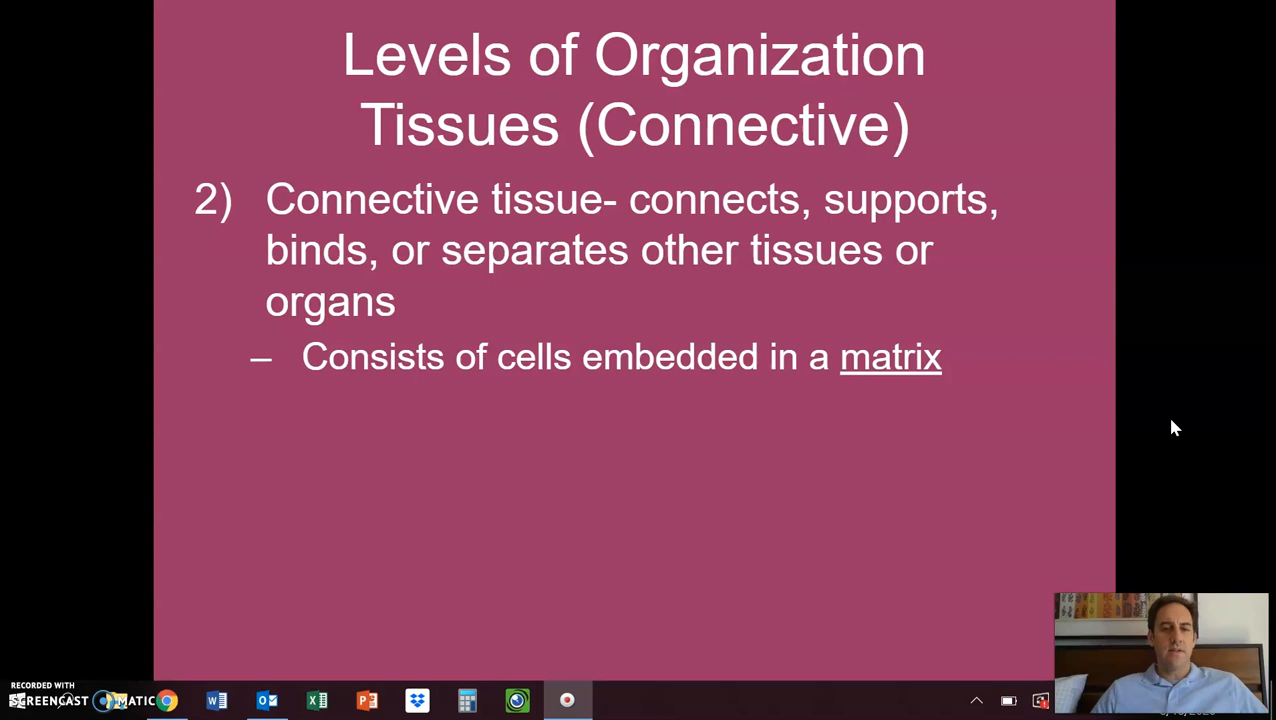 Levels of Organization
Tissues (Connective)
2) Connective tissue- connects, supports,
binds, or separates other tissues or
organs
– Consists of cells embedded in a matrix
RECORDED WITH
SCREENCAST MATIC